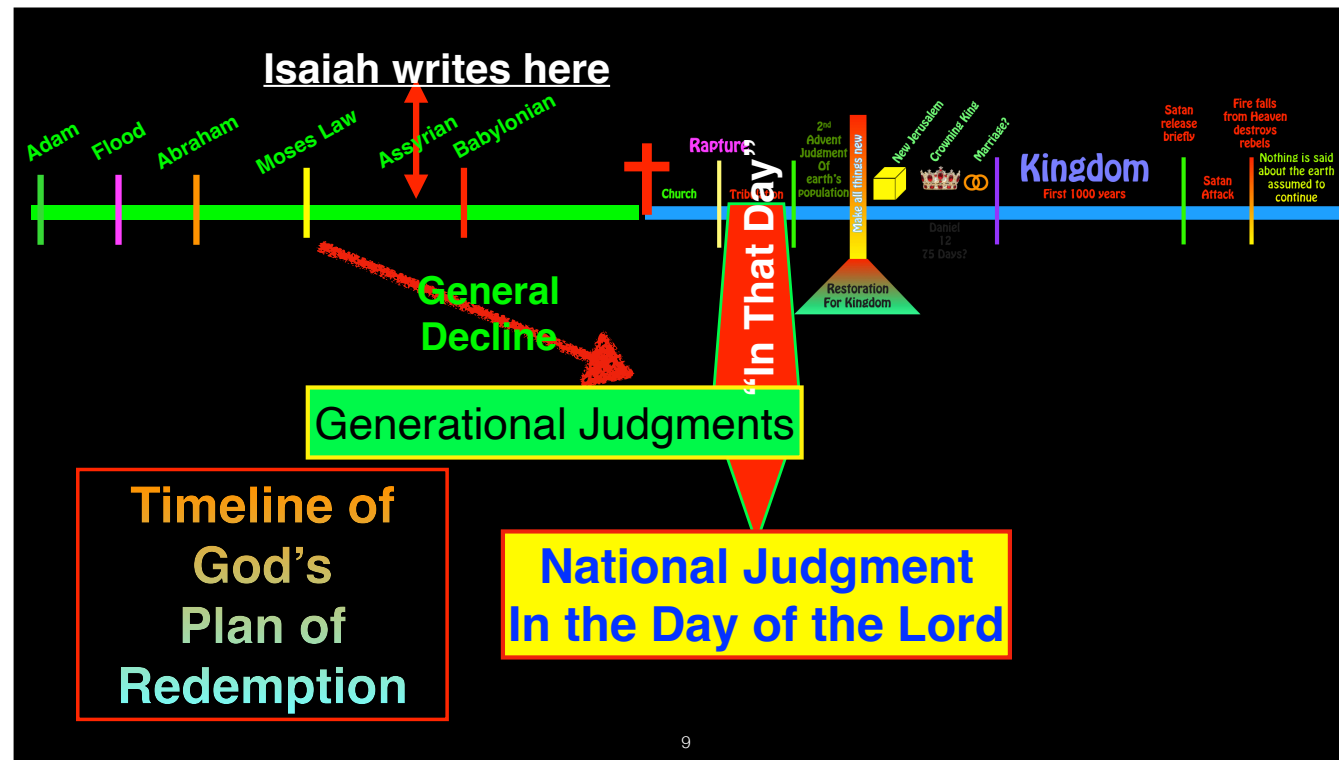 Isaiah writes here
Adam
Flood
Abraham
Moses Law
Assyrian
Babylonian
Rapture
Church
Tribulation
"In That Day"
2nd
Advent
Judgment
Of
earth's
population
Make all things new
New Jerusalem
Crowning King
Marriage?
Kingdom
First 1000 years
Satan
release
briefly
Satan
Attack
Fire falls
from Heaven
destroys
rebels
Nothing is said
about the earth
assumed to
continue
Daniel
12
75 Days?
Restoration
For Kingdom
General
Decline
Generational Judgments
Timeline of
God's
Plan of
Redemption
National Judgment
In the Day of the Lord
9